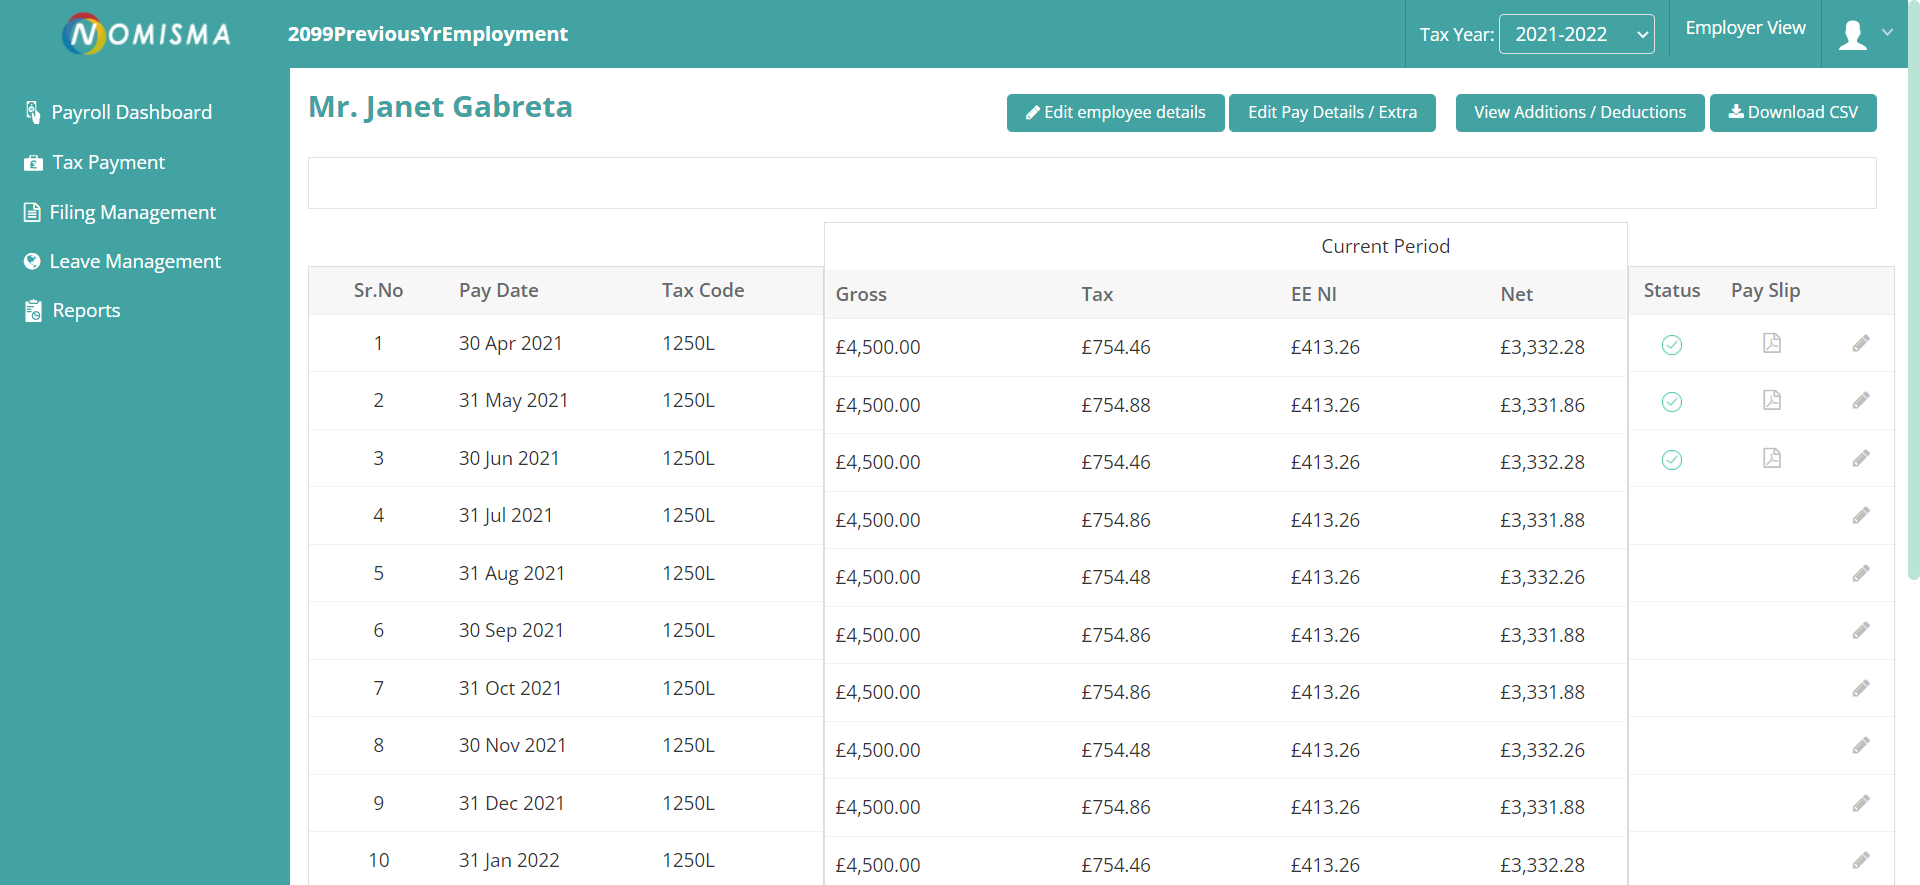 NOMISMA
2099PreviousYrEmployment
Tax Year: 2021-2022
Employer View
Payroll Dashboard
Tax Payment
Filing Management
Leave Management
Reports
Mr. Janet Gabreta
Edit employee details
Edit Pay Details / Extra
View Additions / Deductions
Download CSV
Current Period
Sr.No Pay Date Tax Code Gross Tax EE NI Net Status Pay Slip
1 30 Apr 2021 1250L £4,500.00 £754.46 £413.26 £3,332.28
2 31 May 2021 1250L £4,500.00 £754.88 £413.26 £3,331.86
3 30 Jun 2021 1250L £4,500.00 £754.46 £413.26 £3,332.28
4 31 Jul 2021 1250L £4,500.00 £754.86 £413.26 £3,331.88
5 31 Aug 2021 1250L £4,500.00 £754.48 £413.26 £3,332.26
6 30 Sep 2021 1250L £4,500.00 £754.86 £413.26 £3,331.88
7 31 Oct 2021 1250L £4,500.00 £754.86 £413.26 £3,331.88
8 30 Nov 2021 1250L £4,500.00 £754.48 £413.26 £3,332.26
9 31 Dec 2021 1250L £4,500.00 £754.86 £413.26 £3,331.88
10 31 Jan 2022 1250L £4,500.00 £754.46 £413.26 £3,332.28